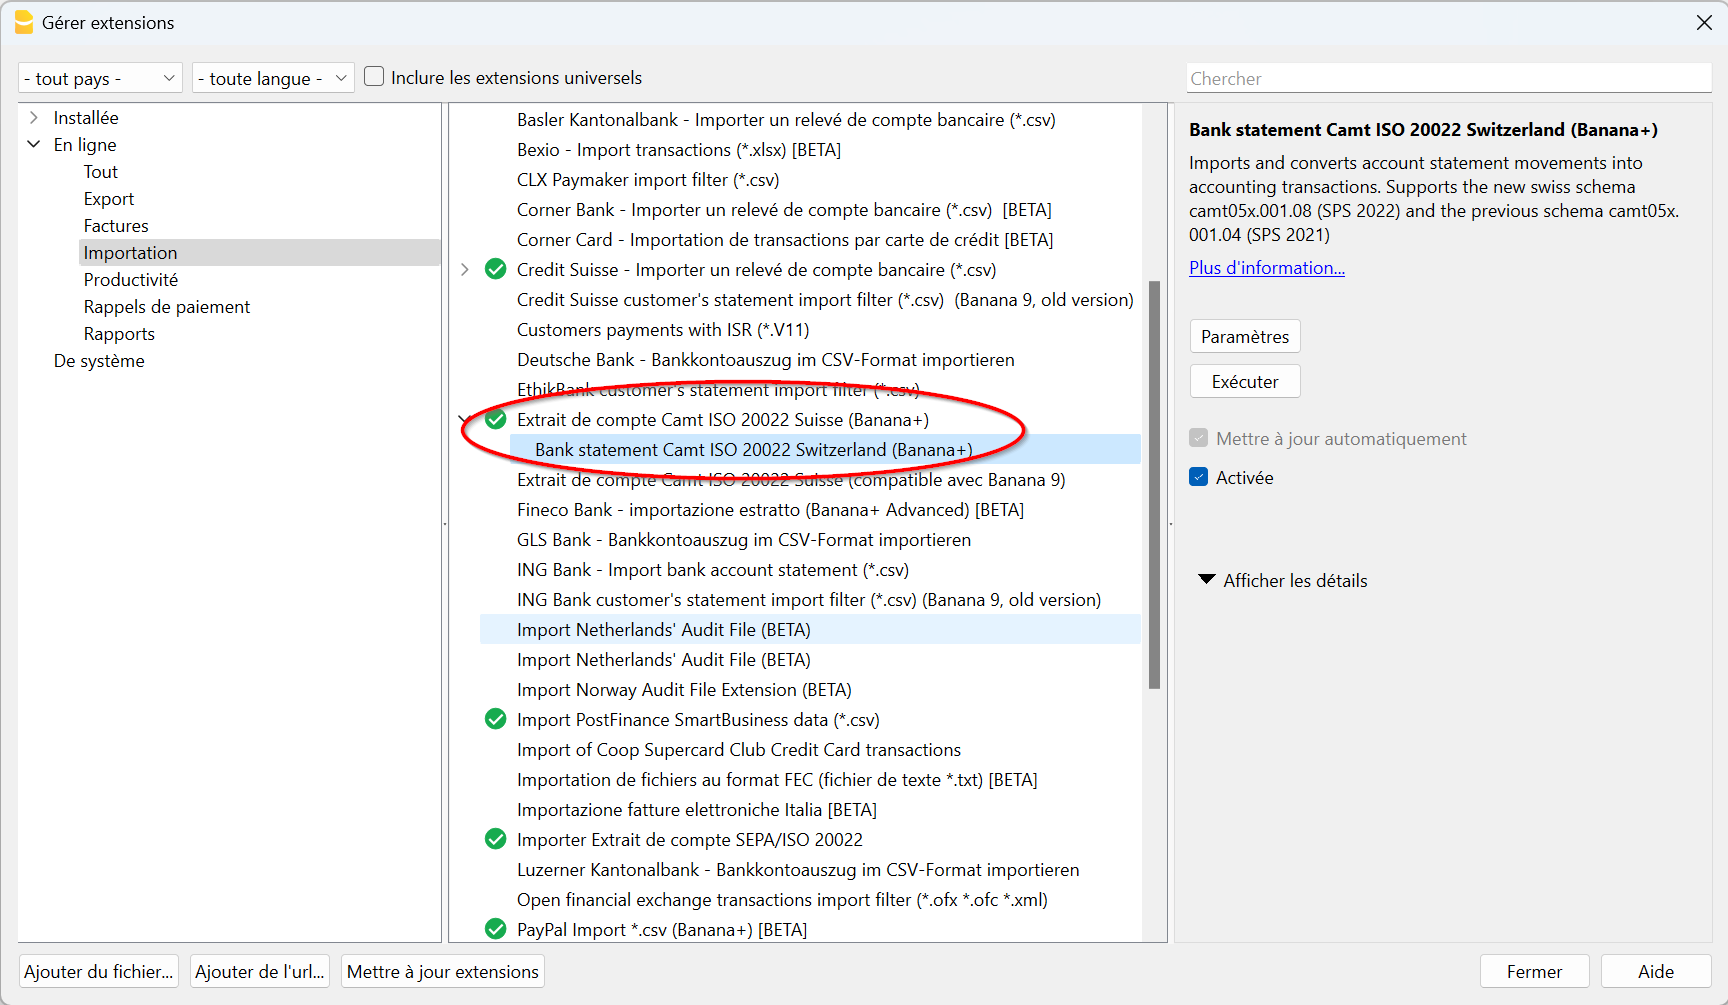 Gérer extensions
- tout pays -
- toute langue -
Inclure les extensions universels
Chercher
Installée
En ligne
Tout
Export
Factures
Importation
Productivité
Rappels de paiement
Rapports
De système
Basler Kantonalbank - Importer un relevé de compte bancaire (*.csv)
Bexio - Import transactions (*.xlsx) [BETA]
CLX Paymaker import filter (*.csv)
Corner Bank - Importer un relevé de compte bancaire (*.csv)  [BETA]
Corner Card - Importation de transactions par carte de crédit [BETA]
Credit Suisse - Importer un relevé de compte bancaire (*.csv)
Credit Suisse customer's statement import filter (*.csv)  (Banana 9, old version)
Customers payments with ISR (*.V11)
Deutsche Bank - Bankkontoauszug im CSV-Format importieren
EthikBank customer's statement import filter (*.csv)
Extrait de compte Camt ISO 20022 Suisse (Banana+)
Bank statement Camt ISO 20022 Switzerland (Banana+)
Extrait de compte Camt ISO 20022 Suisse (compatible avec Banana 9)
Fineco Bank - importazione estratto (Banana+ Advanced) [BETA]
GLS Bank - Bankkontoauszug im CSV-Format importieren
ING Bank - Import bank account statement (*.csv)
ING Bank customer's statement import filter (*.csv) (Banana 9, old version)
Import Netherlands' Audit File (BETA)
Import Netherlands' Audit File (BETA)
Import Norway Audit File Extension (BETA)
Import PostFinance SmartBusiness data (*.csv)
Import of Coop Supercard Club Credit Card transactions
Importation de fichiers au format FEC (fichier de texte *.txt) [BETA]
Importazione fatture elettroniche Italia [BETA]
Importer Extrait de compte SEPA/ISO 20022
Luzerner Kantonalbank - Bankkontoauszug im CSV-Format importieren
Open financial exchange transactions import filter (*.ofx *.ofc *.xml)
PayPal Import *.csv (Banana+) [BETA]
Bank statement Camt ISO 20022 Switzerland (Banana+)
Imports and converts account statement movements into
accounting transactions. Supports the new swiss schema
camt05x.001.08 (SPS 2022) and the previous schema camt05x.
001.04 (SPS 2021)
Plus d'information...
Paramètres
Exécuter
Mettre à jour automatiquement
Activée
Afficher les détails
Ajouter du fichier...
Ajouter de l'url...
Mettre à jour extensions
Fermer
Aide